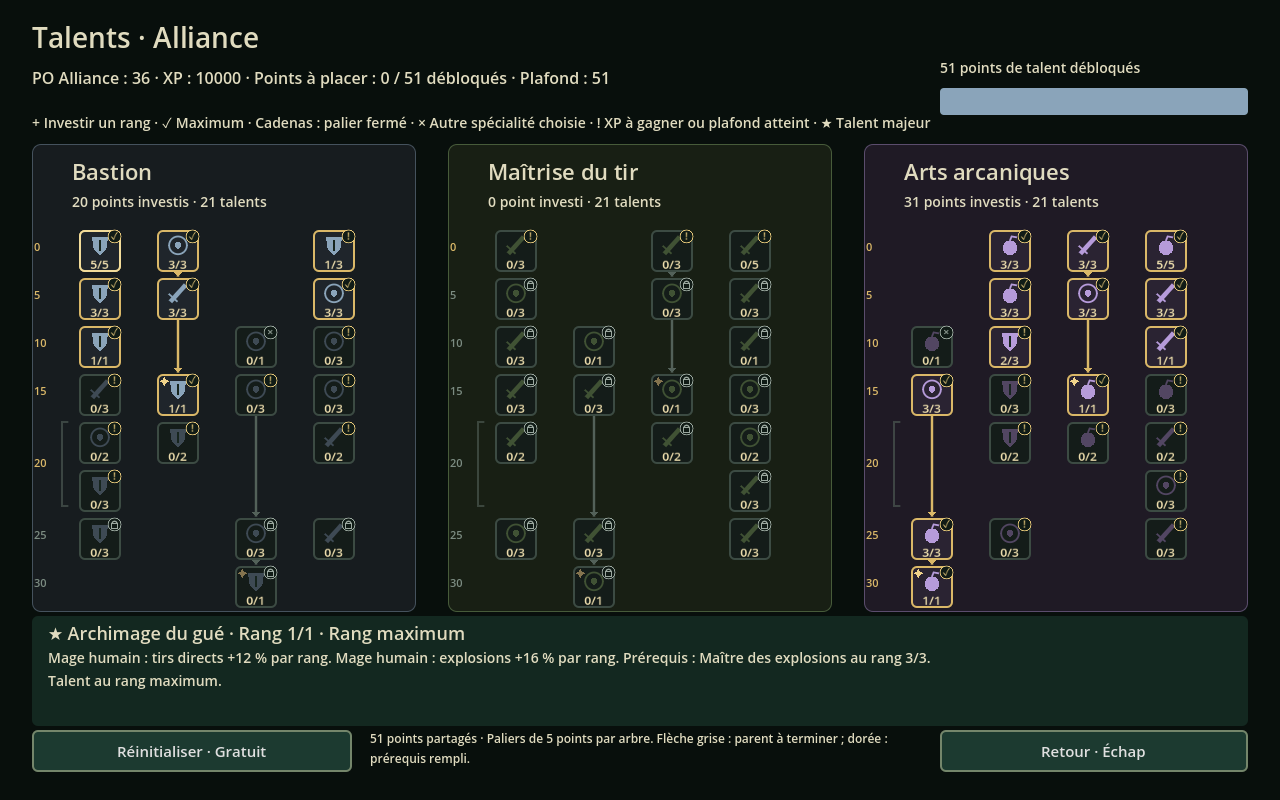 Talents · Alliance
PO Alliance : 36 · XP : 10000 · Points à placer : 0 / 51 débloqués · Plafond : 51
51 points de talent débloqués
+ Investir un rang · ✓ Maximum · Cadenas : palier fermé · × Autre spécialité choisie · ! XP à gagner ou plafond atteint · ★ Talent majeur
Bastion
20 points investis · 21 talents
0
5/5 3/3 1/3
5
3/3 3/3 3/3
10
1/1 0/1 0/3
15
0/3 1/1 0/3 0/3
20
0/2 0/2 0/2
0/3
25
0/3 0/3 0/3
30
0/1
Maîtrise du tir
0 point investi · 21 talents
0
0/3 0/3 0/5
5
0/3 0/3 0/3
10
0/3 0/1 0/3
15
0/3 0/3 0/1 0/3
20
0/2 0/2 0/2
0/3
25
0/3 0/3 0/3
30
0/1
Arts arcaniques
31 points investis · 21 talents
0
3/3 3/3 5/5
5
3/3 3/3 3/3
10
0/1 2/3 1/1
15
3/3 0/3 1/1 0/3
20
0/2 0/2 0/2
0/3
25
3/3 0/3 0/3
30
1/1
★ Archimage du gué · Rang 1/1 · Rang maximum
Mage humain : tirs directs +12 % par rang. Mage humain : explosions +16 % par rang. Prérequis : Maître des explosions au rang 3/3.
Talent au rang maximum.
Réinitialiser · Gratuit
51 points partagés · Paliers de 5 points par arbre. Flèche grise : parent à terminer ; dorée :
prérequis rempli.
Retour · Échap